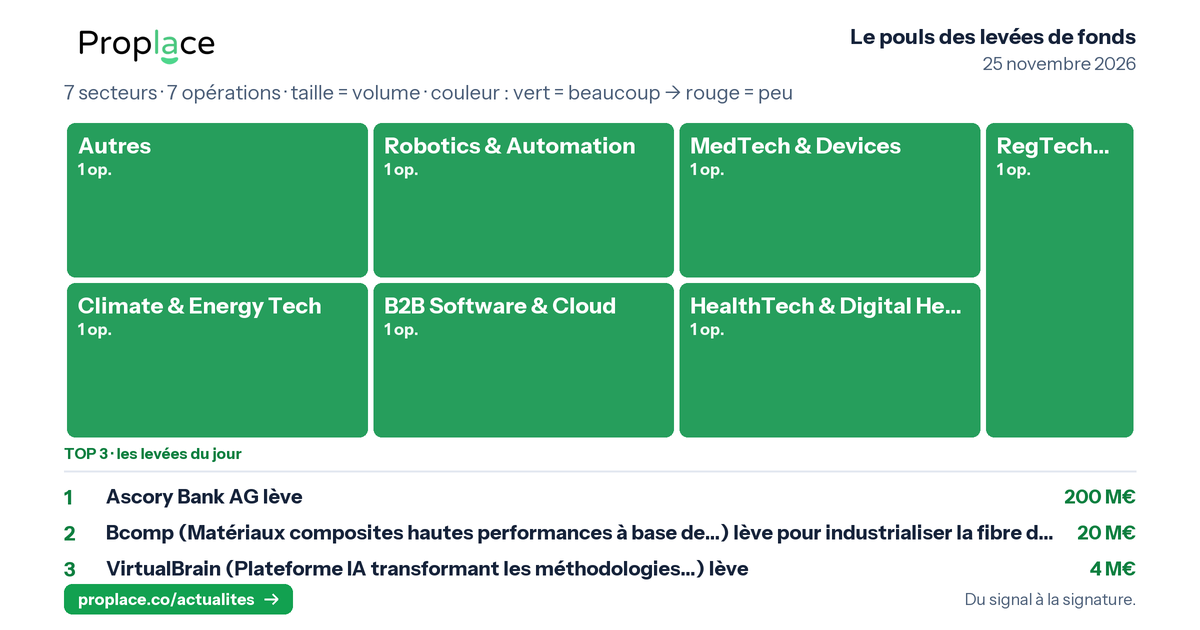 Proplace
Le pouls des levées de fonds
25 novembre 2026
7 secteurs · 7 opérations · taille = volume · couleur : vert = beaucoup → rouge = peu
Autres
1 op.
Robotics & Automation
1 op.
MedTech & Devices
1 op.
RegTech...
1 op.
Climate & Energy Tech
1 op.
B2B Software & Cloud
1 op.
HealthTech & Digital He...
1 op.
TOP 3 · les levées du jour
1 Ascory Bank AG lève 200 M€
2 Bcomp (Matériaux composites hautes performances à base de...) lève pour industrialiser la fibre d... 20 M€
3 VirtualBrain (Plateforme IA transformant les méthodologies...) lève 4 M€
proplace.co/actualites →
Du signal à la signature.